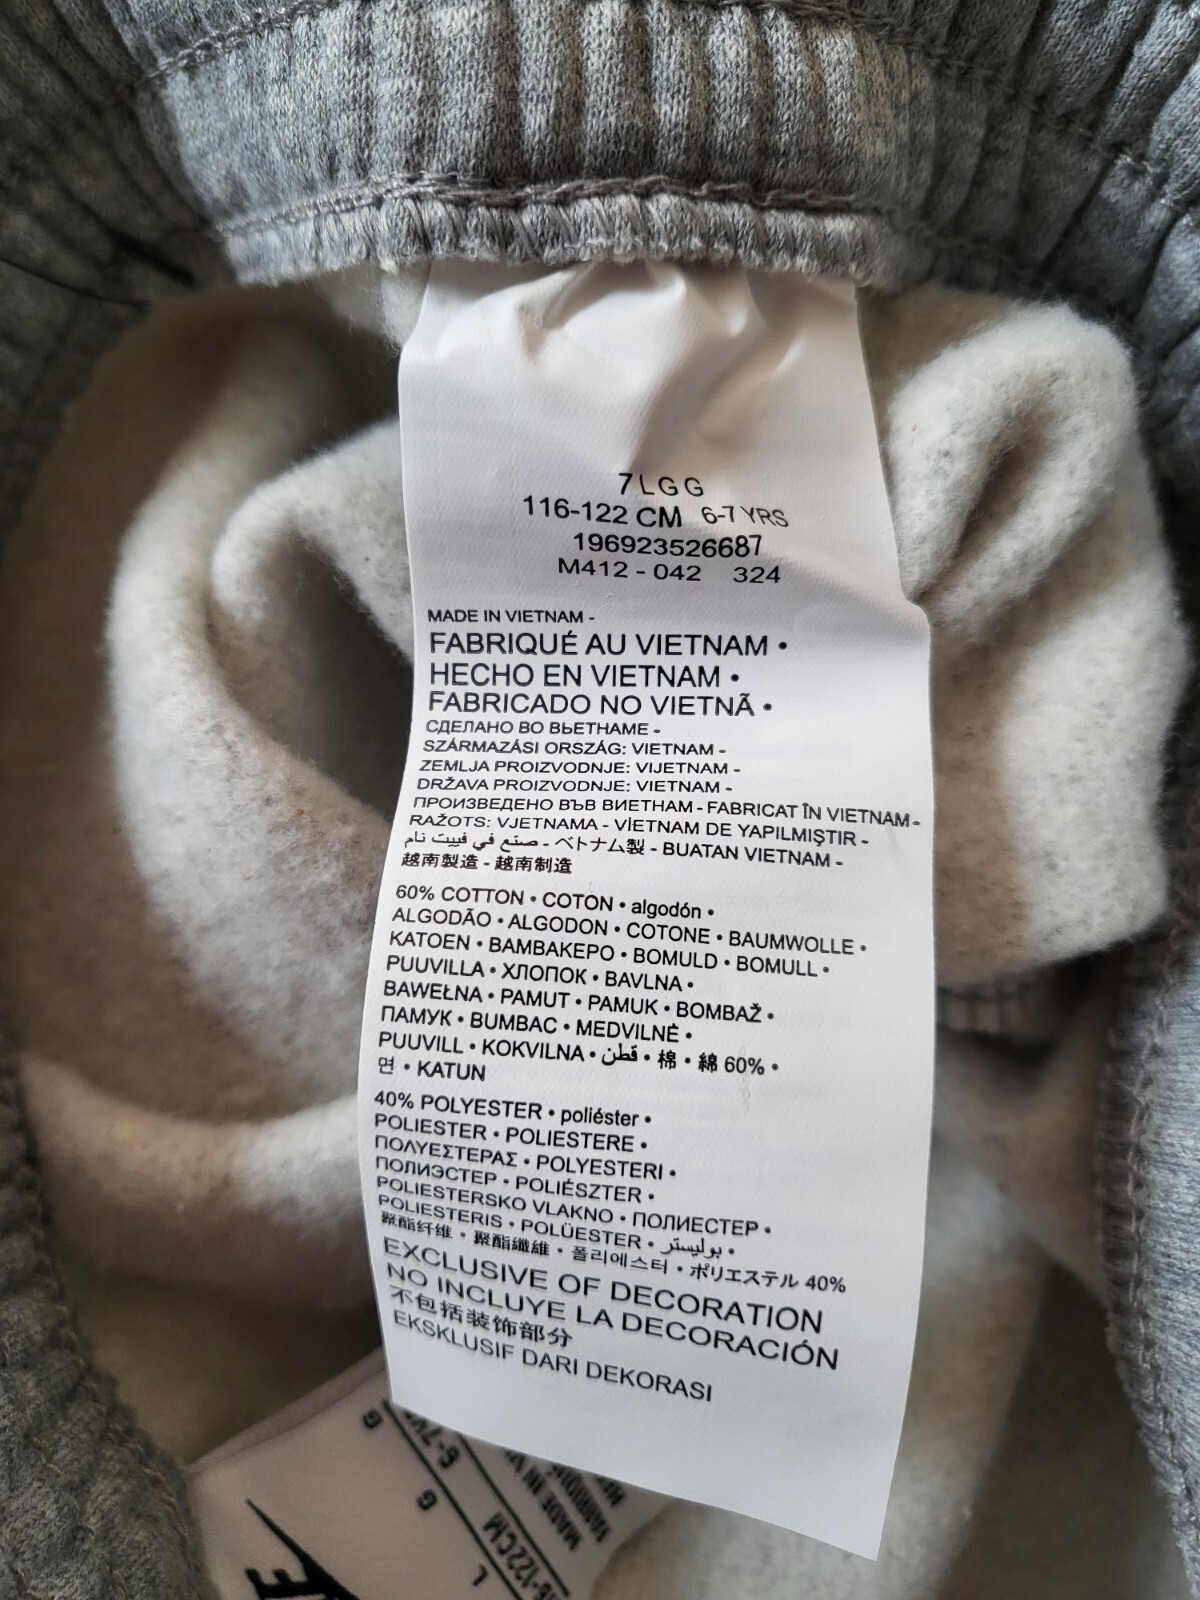 7LGG
116-122 CM 6-7 YRS
196923526687
M412 - 042 324
MADE IN VIETNAM -
FABRIQUÉ AU VIETNAM •
HECHO EN VIETNAM •
FABRICADO NO VIETNÃ •
СДЕЛАНО ВО ВЬЕТНАМЕ -
SZÁRMAZÁSI ORSZÁG: VIETNAM -
ZEMLJA PROIZVODNJE: VIJETNAM -
DRŽAVA PROIZVODNJE: VIETNAM -
ПРОИЗВЕДЕНО ВЪВ ВИЕТНАМ - FABRICAT ÎN VIETNAM -
RAŽOTS: VJETNAMA - VİETNAM DE YAPILMIŞTIR -
صنع في فييت نام - ベトナム製 - BUATAN VIETNAM -
越南製造 - 越南制造
60% COTTON • COTON • algodón •
ALGODÃO • ALGODON • COTONE • BAUMWOLLE •
KATOEN • ΒΑΜΒΑΚΕΡΟ • BOMULD • BOMULL •
PUUVILLA • ХЛОПОК • BAVLNA •
BAWEŁNA • PAMUT • PAMUK • BOMBAŽ •
ПАМУК • BUMBAC • MEDVILNĖ •
PUUVILL • KOKVILNA • قطن • 棉 • 綿 60% •
면 • KATUN
40% POLYESTER • poliéster •
POLIESTER • POLIESTERE •
ΠΟΛΥΕΣΤΕΡΑΣ • POLYESTERI •
ПОЛИЭСТЕР • POLIÉSZTER •
POLIESTERSKO VLAKNO • ПОЛИЕСТЕР •
POLIESTERIS • POLÜESTER • بوليستر •
聚酯纤维 • 聚酯纖維 • 폴리에스터 • ポリエステル 40%
EXCLUSIVE OF DECORATION
NO INCLUYE LA DECORACIÓN
不包括装饰部分
EKSKLUSIF DARI DEKORASI
G
6-7Y
G
L
122CM
MADE IN V